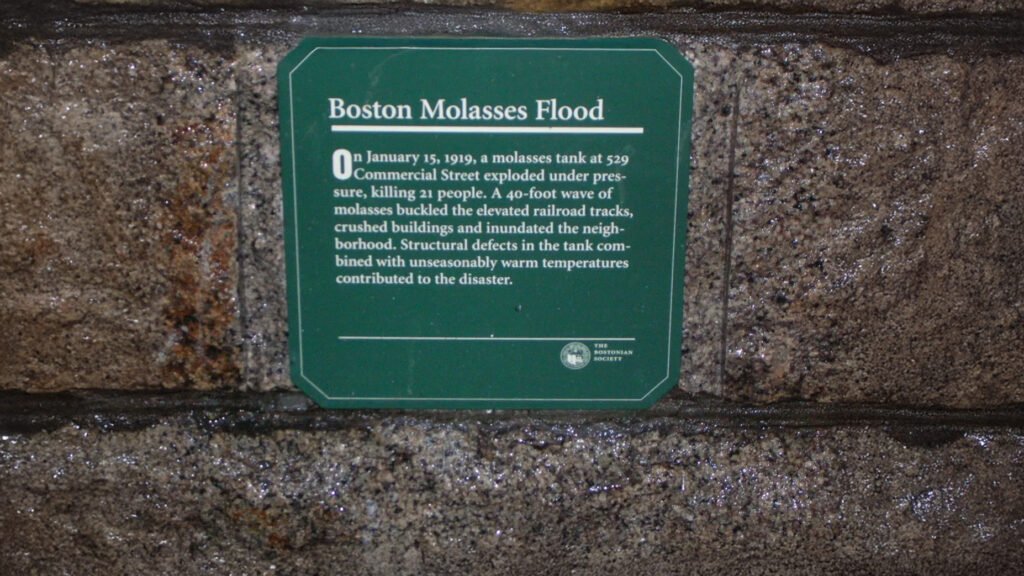 Boston Molasses Flood
On January 15, 1919, a molasses tank at 529
Commercial Street exploded under pres-
sure, killing 21 people. A 40-foot wave of
molasses buckled the elevated railroad tracks,
crushed buildings and inundated the neigh-
borhood. Structural defects in the tank com-
bined with unseasonably warm temperatures
contributed to the disaster.
THE
BOSTONIAN
SOCIETY